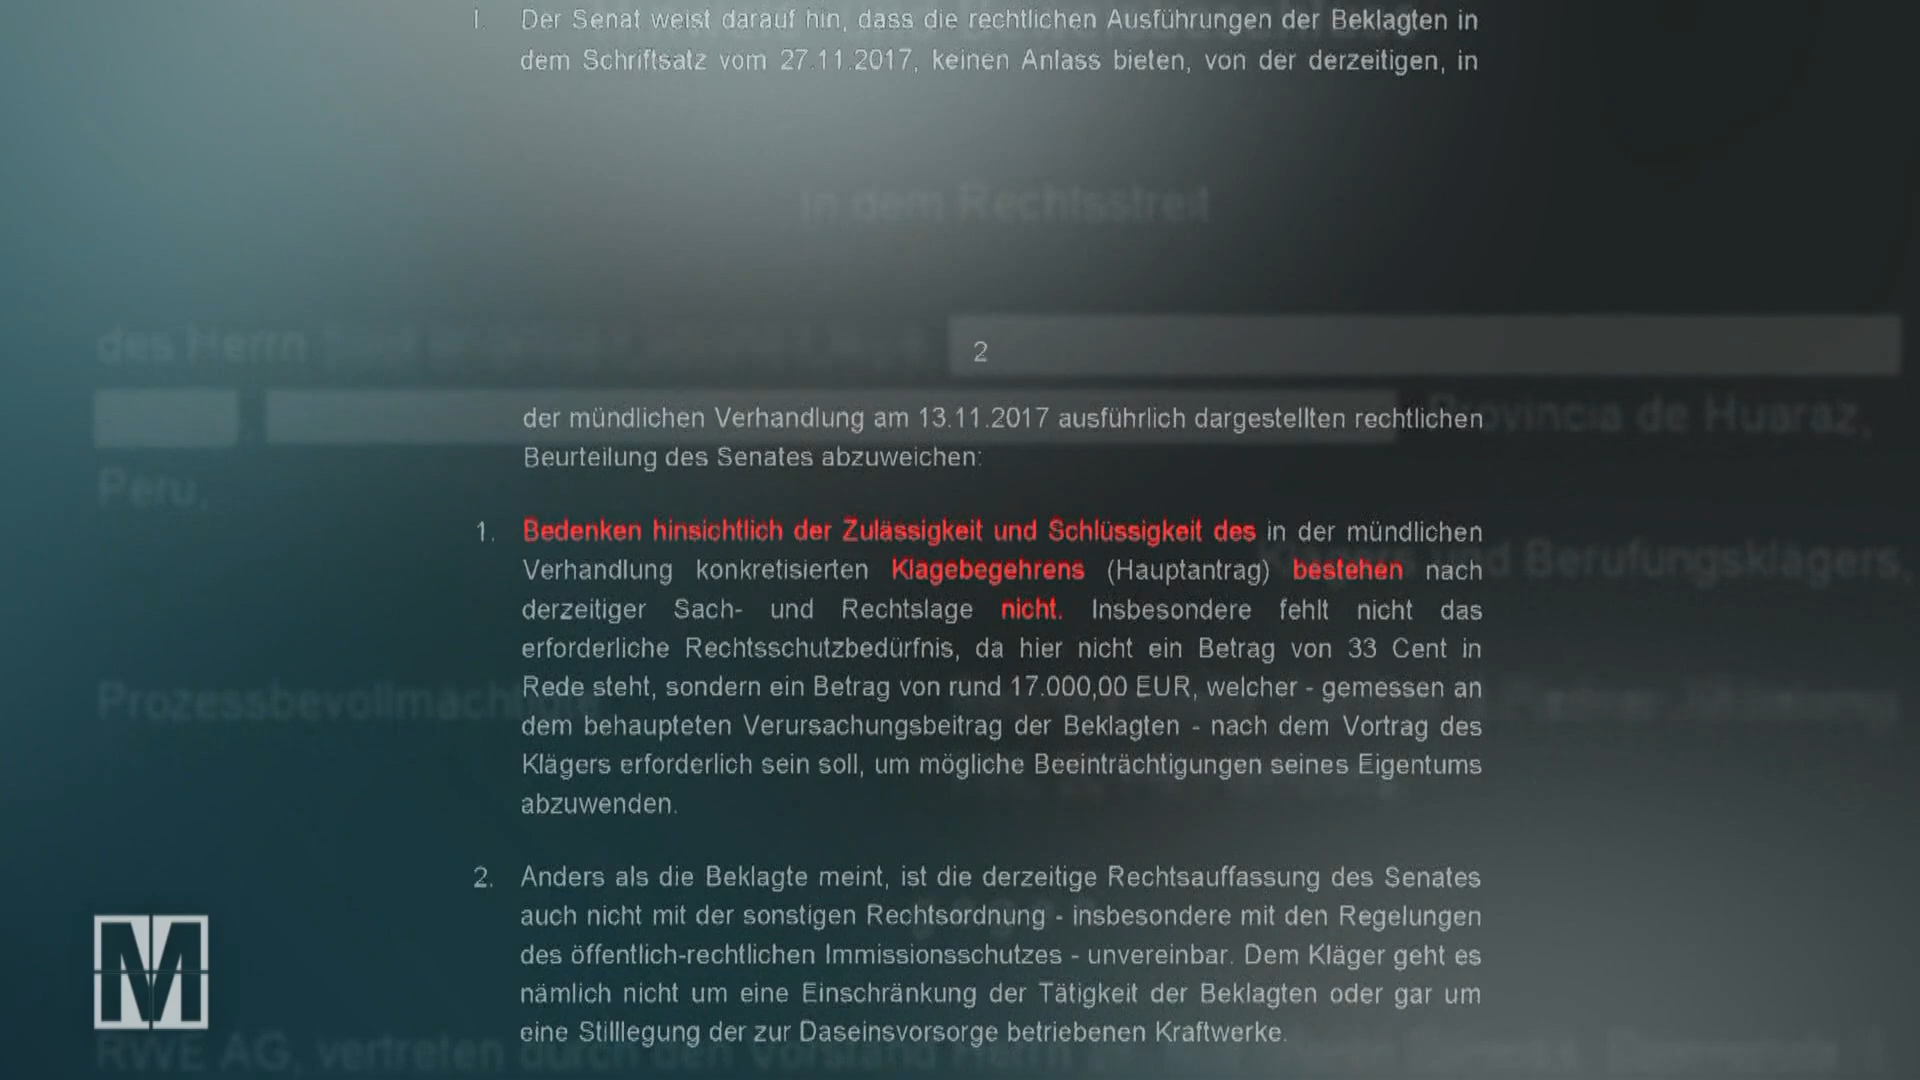 I. Der Senat weist darauf hin, dass die rechtlichen Ausführungen der Beklagten in
dem Schriftsatz vom 27.11.2017, keinen Anlass bieten, von der derzeitigen, in
In dem Rechtsstreit
des Herrn
2
der mündlichen Verhandlung am 13.11.2017 ausführlich dargestellten rechtlichen
Provincia de Huaraz,
Beurteilung des Senates abzuweichen:
Peru,
1. Bedenken hinsichtlich der Zulässigkeit und Schlüssigkeit des in der mündlichen
Klägers und Berufungsklägers,
Verhandlung konkretisierten Klagebegehrens (Hauptantrag) bestehen nach
derzeitiger Sach- und Rechtslage nicht. Insbesondere fehlt nicht das
erforderliche Rechtsschutzbedürfnis, da hier nicht ein Betrag von 33 Cent in
Rede steht, sondern ein Betrag von rund 17.000,00 EUR, welcher - gemessen an
dem behaupteten Verursachungsbeitrag der Beklagten - nach dem Vortrag des
Klägers erforderlich sein soll, um mögliche Beeinträchtigungen seines Eigentums
abzuwenden.
2. Anders als die Beklagte meint, ist die derzeitige Rechtsauffassung des Senates
auch nicht mit der sonstigen Rechtsordnung - insbesondere mit den Regelungen
des öffentlich-rechtlichen Immissionsschutzes - unvereinbar. Dem Kläger geht es
nämlich nicht um eine Einschränkung der Tätigkeit der Beklagten oder gar um
eine Stilllegung der zur Daseinsvorsorge betriebenen Kraftwerke.
M
RWE AG, vertreten durch den Vorstand Herrn